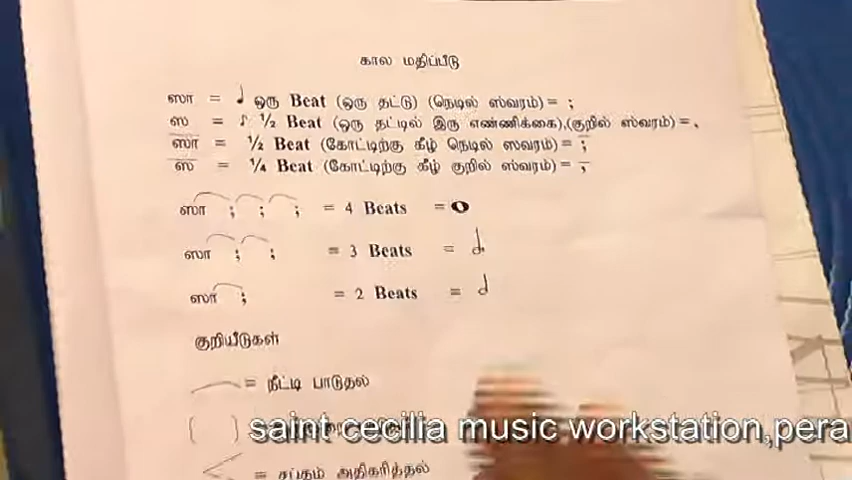 கால மதிப்பீடு
ஸா = ♩ ஒரு Beat (ஒரு தட்டு) (நெடில் ஸ்வரம்) = ;
ஸ = ♪ ½ Beat (ஒரு தட்டில் இரு எண்ணிக்கை),(குறில் ஸ்வரம்) = ,
ஸா = ½ Beat (கோட்டிற்கு கீழ் நெடில் ஸ்வரம்) = ;
ஸ = ¼ Beat (கோட்டிற்கு கீழ் குறில் ஸ்வரம்) = ,
ஸா ; ; ; = 4 Beats =
ஸா ; ; = 3 Beats =
ஸா ; = 2 Beats =
குறியீடுகள்
= நீட்டி பாடுதல்
( )
saint cecilia music workstation,pera
< = சப்தம் அதிகரித்தல்